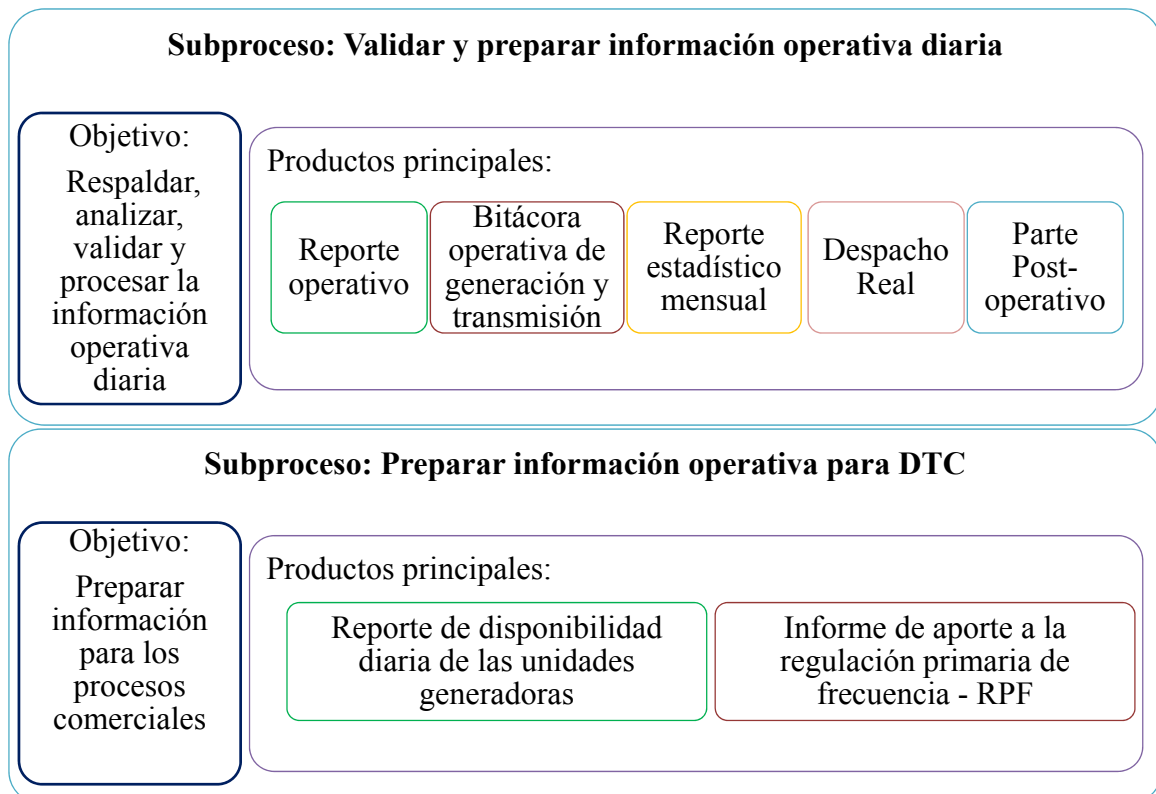 Subproceso: Validar y preparar información operativa diaria
Objetivo:
Respaldar,
analizar,
validar y
procesar la
información
operativa
diaria
Productos principales:
Reporte
operativo
Bitácora
operativa de
generación y
transmisión
Reporte
estadístico
mensual
Despacho
Real
Parte
Post-
operativo
Subproceso: Preparar información operativa para DTC
Objetivo:
Preparar
información
para los
procesos
comerciales
Productos principales:
Reporte de disponibilidad
diaria de las unidades
generadoras
Informe de aporte a la
regulación primaria de
frecuencia - RPF